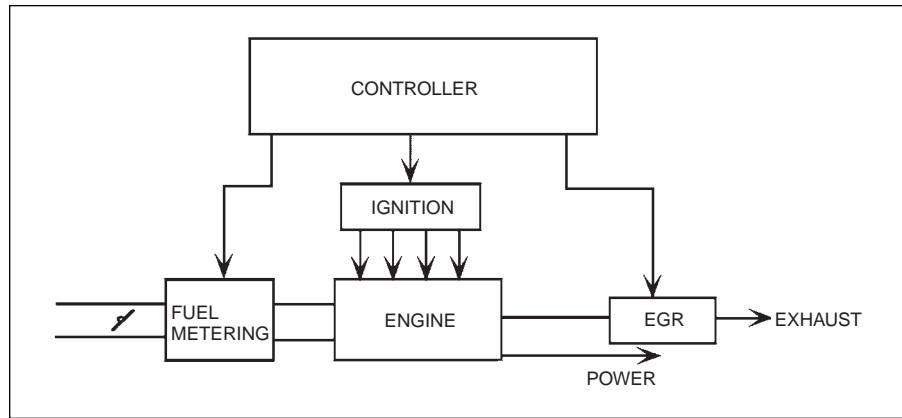 CONTROLLER
IGNITION
FUEL
METERING
ENGINE
EGR
EXHAUST
POWER